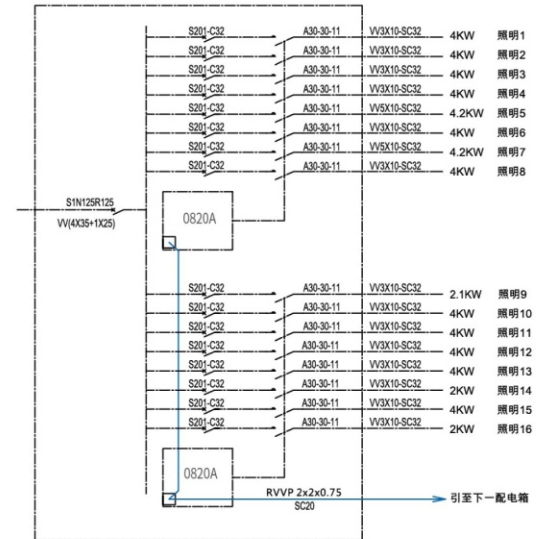 S201-C32 A30-30-11 VV3X10-SC32 4KW 照明1
S201-C32 A30-30-11 VV3X10-SC32 4KW 照明2
S201-C32 A30-30-11 VV3X10-SC32 4KW 照明3
S201-C32 A30-30-11 VV3X10-SC32 4KW 照明4
S201-C32 A30-30-11 VV5X10-SC32 4.2KW 照明5
S201-C32 A30-30-11 VV3X10-SC32 4KW 照明6
S201-C32 A30-30-11 VV5X10-SC32 4.2KW 照明7
S201-C32 A30-30-11 VV3X10-SC32 4KW 照明8
S1N125R125
VV(4X35+1X25)
0820A
S201-C32 A30-30-11 VV3X10-SC32 2.1KW 照明9
S201-C32 A30-30-11 VV3X10-SC32 4KW 照明10
S201-C32 A30-30-11 VV3X10-SC32 4KW 照明11
S201-C32 A30-30-11 VV3X10-SC32 4KW 照明12
S201-C32 A30-30-11 VV3X10-SC32 4KW 照明13
S201-C32 A30-30-11 VV3X10-SC32 2KW 照明14
S201-C32 A30-30-11 VV3X10-SC32 4KW 照明15
S201-C32 A30-30-11 VV3X10-SC32 2KW 照明16
0820A
RVVP 2x2x0.75
SC20
引至下一配电箱